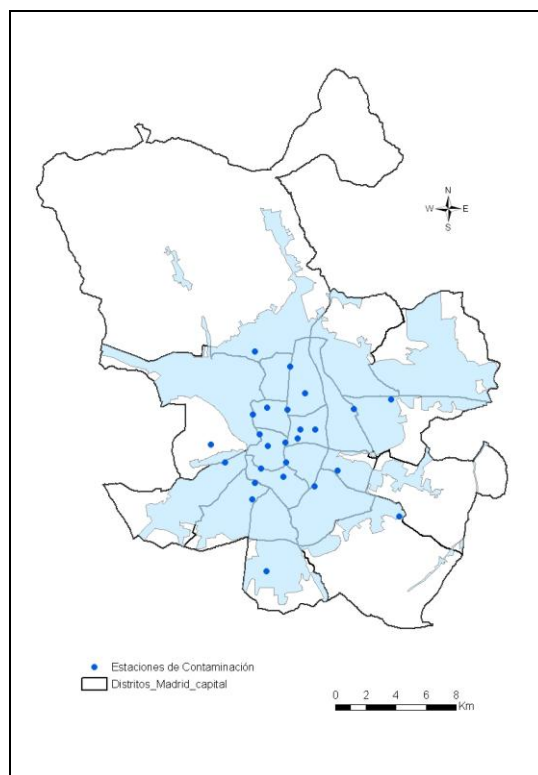 N
W E
S
Estaciones de Contaminación
Distritos_Madrid_capital
0 2 4 6 8
Km